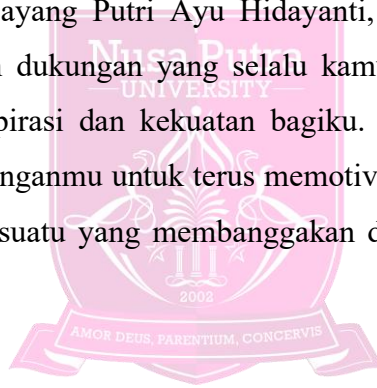 ayang Putri Ayu Hidayanti,
dukungan yang selalu kam
pirasi dan kekuatan bagiku.
nganmu untuk terus memotiv
suatu yang membanggakan d
Nusa Putra
UNIVERSITY
2002
AMOR DEUS, PARENTIUM, CONCERVIS